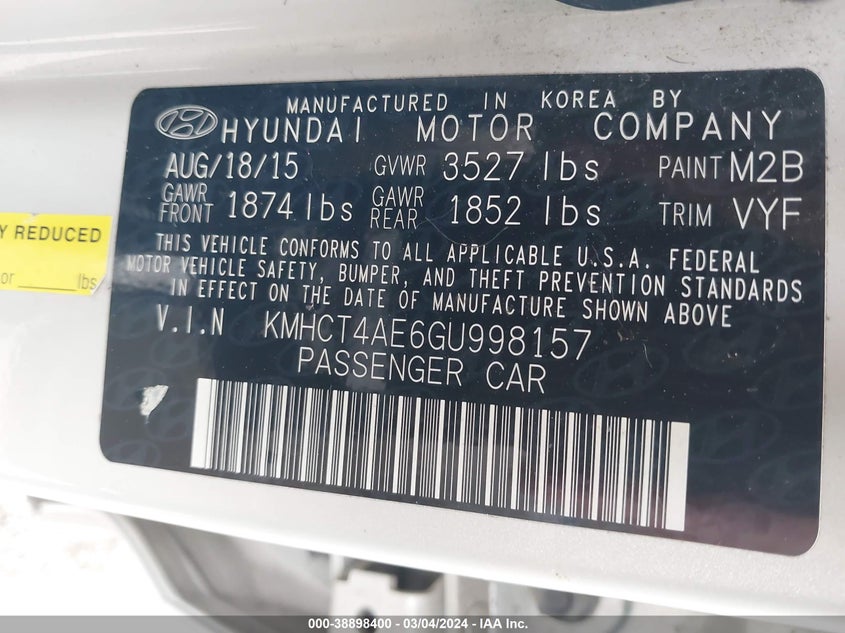 MANUFACTURED IN KOREA BY
HYUNDAI MOTOR COMPANY
AUG/18/15 GVWR 3527 lbs PAINT M2B
GAWR FRONT 1874 lbs GAWR REAR 1852 lbs TRIM VYF
THIS VEHICLE CONFORMS TO ALL APPLICABLE U.S.A. FEDERAL
MOTOR VEHICLE SAFETY, BUMPER, AND THEFT PREVENTION STANDARDS
IN EFFECT ON THE DATE OF MANUFACTURE SHOWN ABOVE
V.I.N KMHCT4AE6GU998157
PASSENGER CAR
Y REDUCED
or lbs
000-38898400 - 03/04/2024 - IAA Inc.